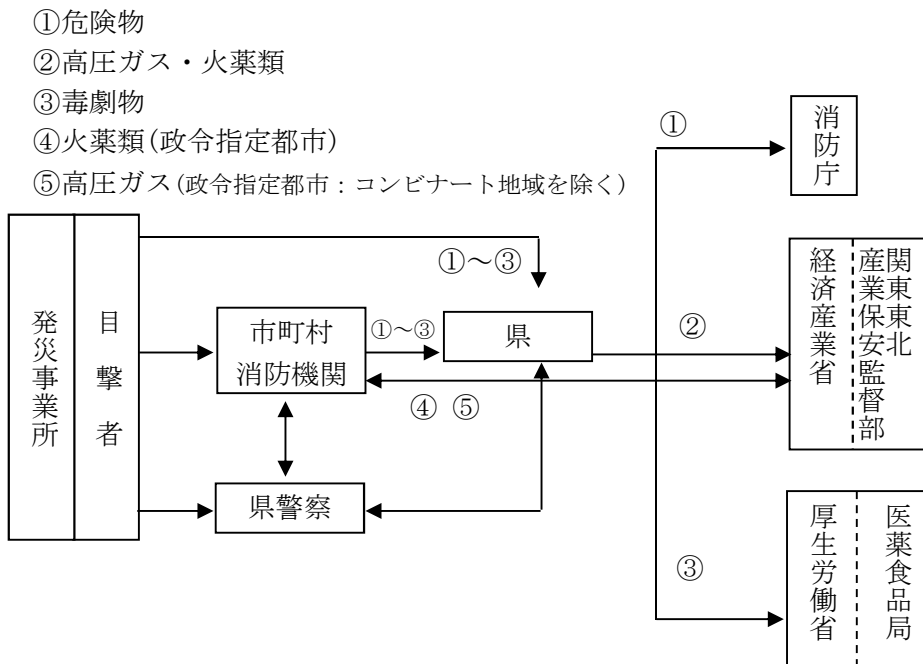 ①危険物
②高圧ガス・火薬類
③毒劇物
④火薬類(政令指定都市)
⑤高圧ガス(政令指定都市：コンビナート地域を除く)
発災事業所
目撃者
①～③
市町村
消防機関
①～③
県
④ ⑤
県警察
①
消防庁
②
経済産業省
関東東北
産業保安監督部
③
厚生労働省
医薬食品局